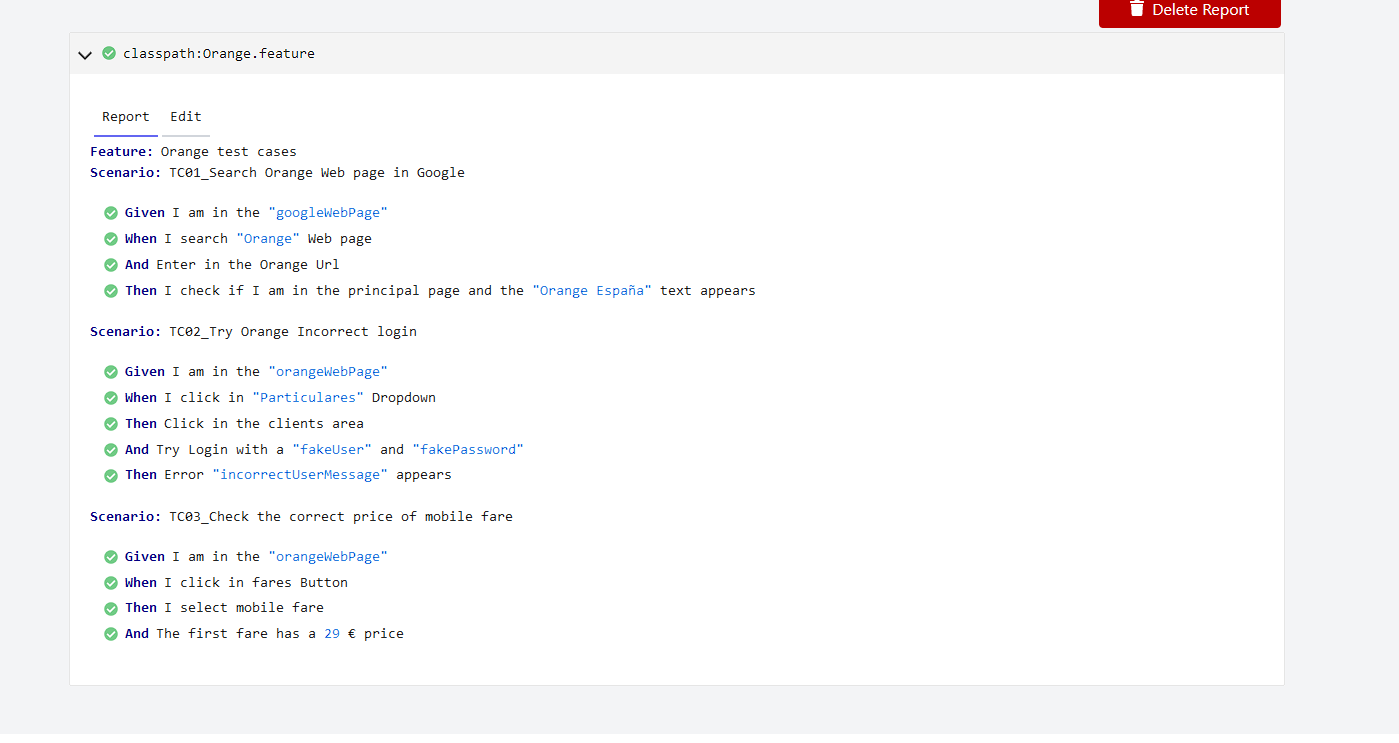 Delete Report
classpath:Orange.feature
Report Edit
Feature: Orange test cases
Scenario: TC01_Search Orange Web page in Google
Given I am in the "googleWebPage"
When I search "Orange" Web page
And Enter in the Orange Url
Then I check if I am in the principal page and the "Orange España" text appears
Scenario: TC02_Try Orange Incorrect login
Given I am in the "orangeWebPage"
When I click in "Particulares" Dropdown
Then Click in the clients area
And Try Login with a "fakeUser" and "fakePassword"
Then Error "incorrectUserMessage" appears
Scenario: TC03_Check the correct price of mobile fare
Given I am in the "orangeWebPage"
When I click in fares Button
Then I select mobile fare
And The first fare has a 29 € price